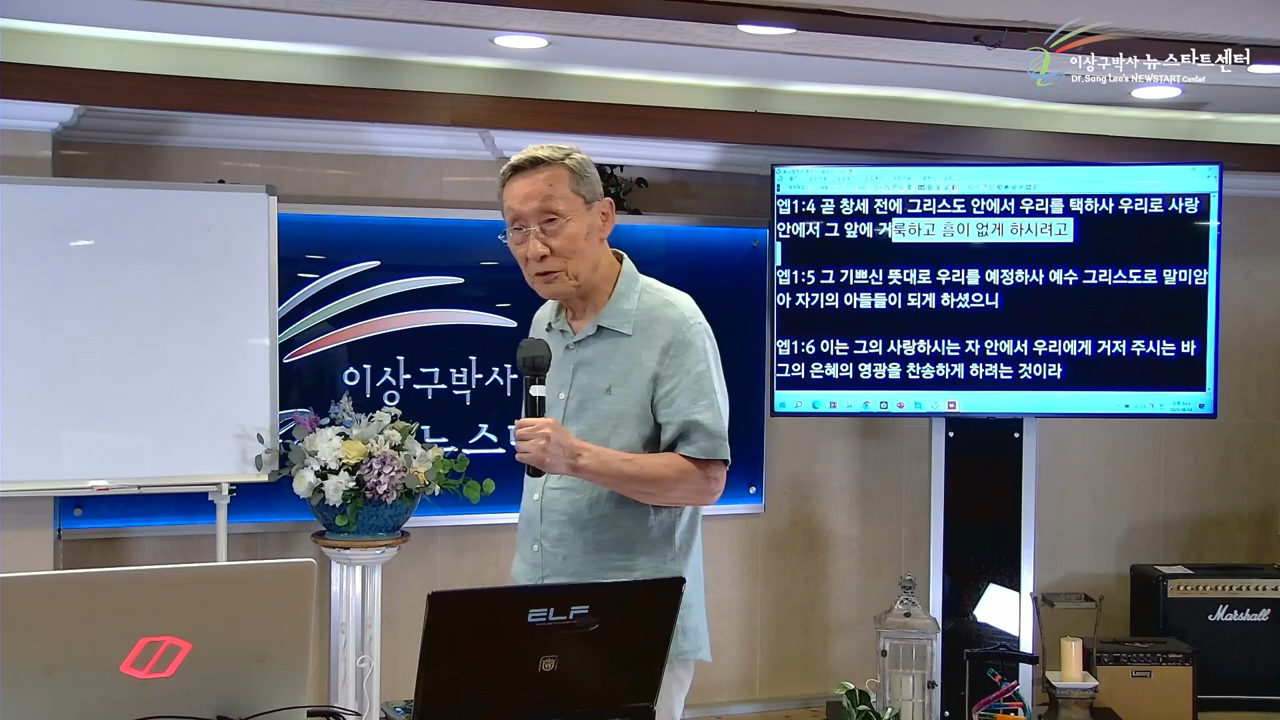 이상구박사 뉴스타트센터
Dr. Sang Lee's NEWSTART Center
엡1:4 곧 창세 전에 그리스도 안에서 우리를 택하사 우리로 사랑
안에서 그 앞에 거룩하고 흠이 없게 하시려고
엡1:5 그 기쁘신 뜻대로 우리를 예정하사 예수 그리스도로 말미암
아 자기의 아들들이 되게 하셨으니
엡1:6 이는 그의 사랑하시는 자 안에서 우리에게 거저 주시는 바
그의 은혜의 영광을 찬송하게 하려는 것이라
이상구박사
뉴스타
ELF
Marshall
Laney